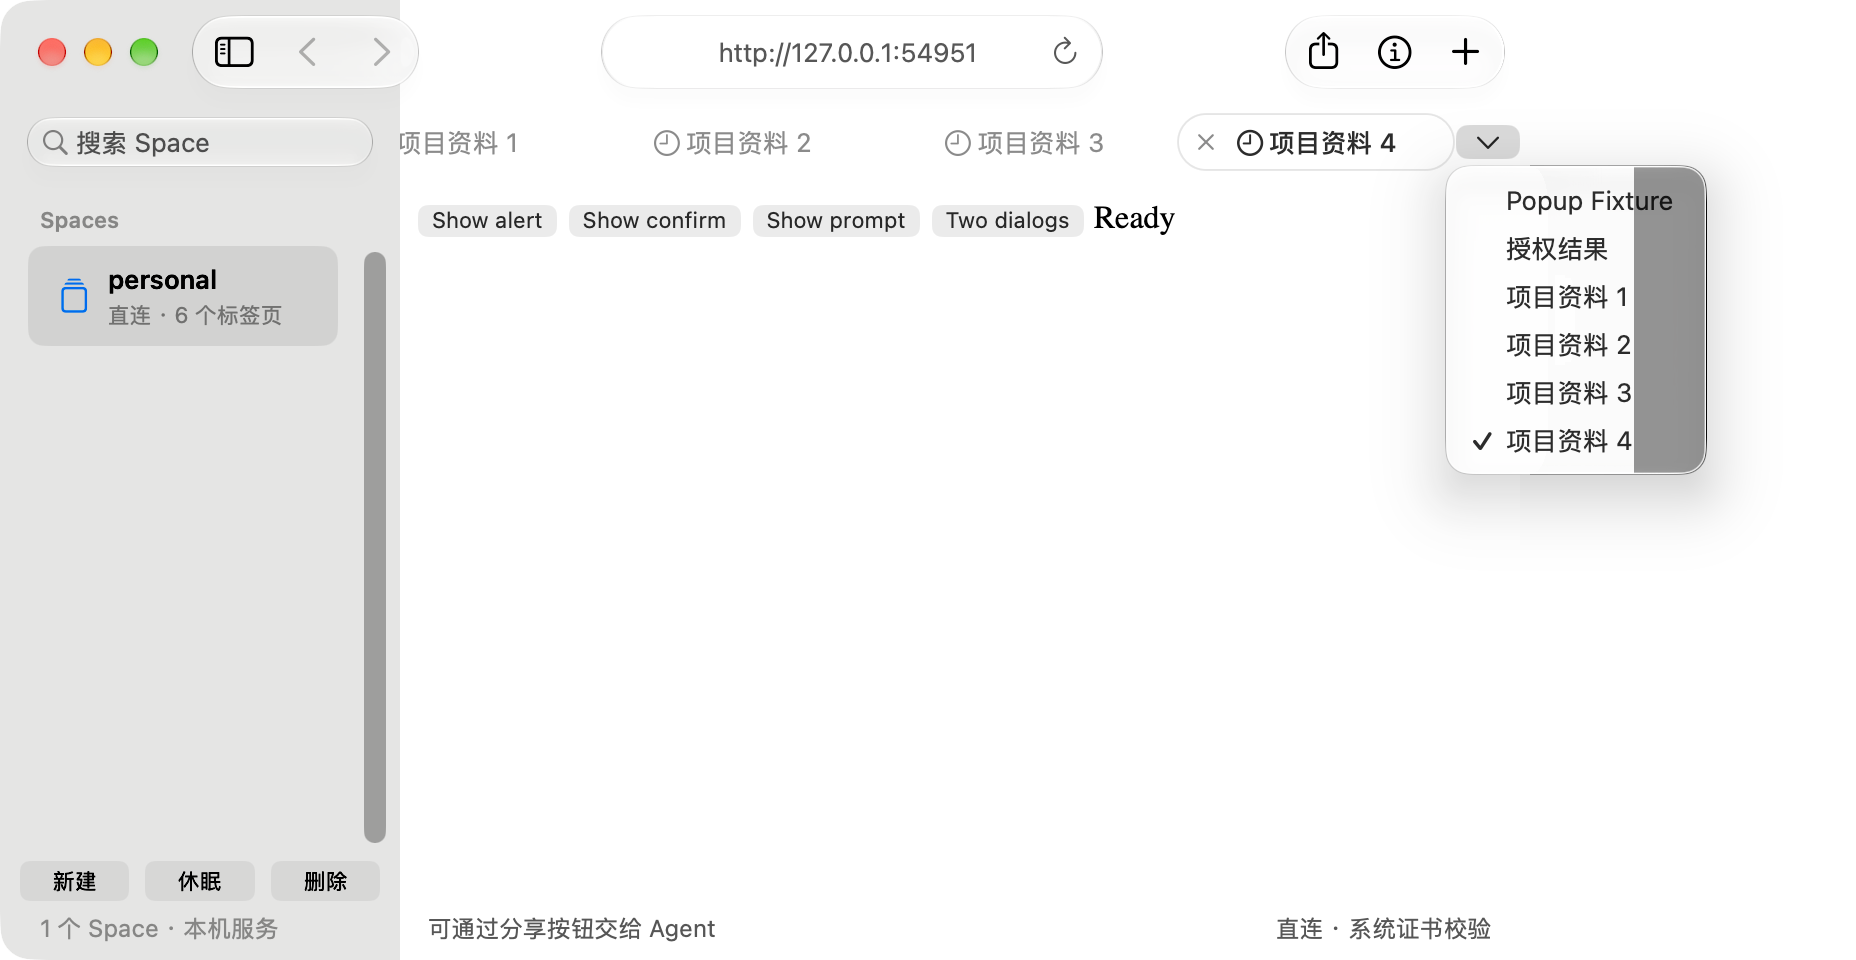 http://127.0.0.1:54951
搜索 Space
项目资料 1
项目资料 2
项目资料 3
项目资料 4
Spaces
personal
直连 · 6 个标签页
Show alert
Show confirm
Show prompt
Two dialogs
Ready
Popup Fixture
授权结果
项目资料 1
项目资料 2
项目资料 3
项目资料 4
新建
休眠
删除
1 个 Space · 本机服务
可通过分享按钮交给 Agent
直连 · 系统证书校验